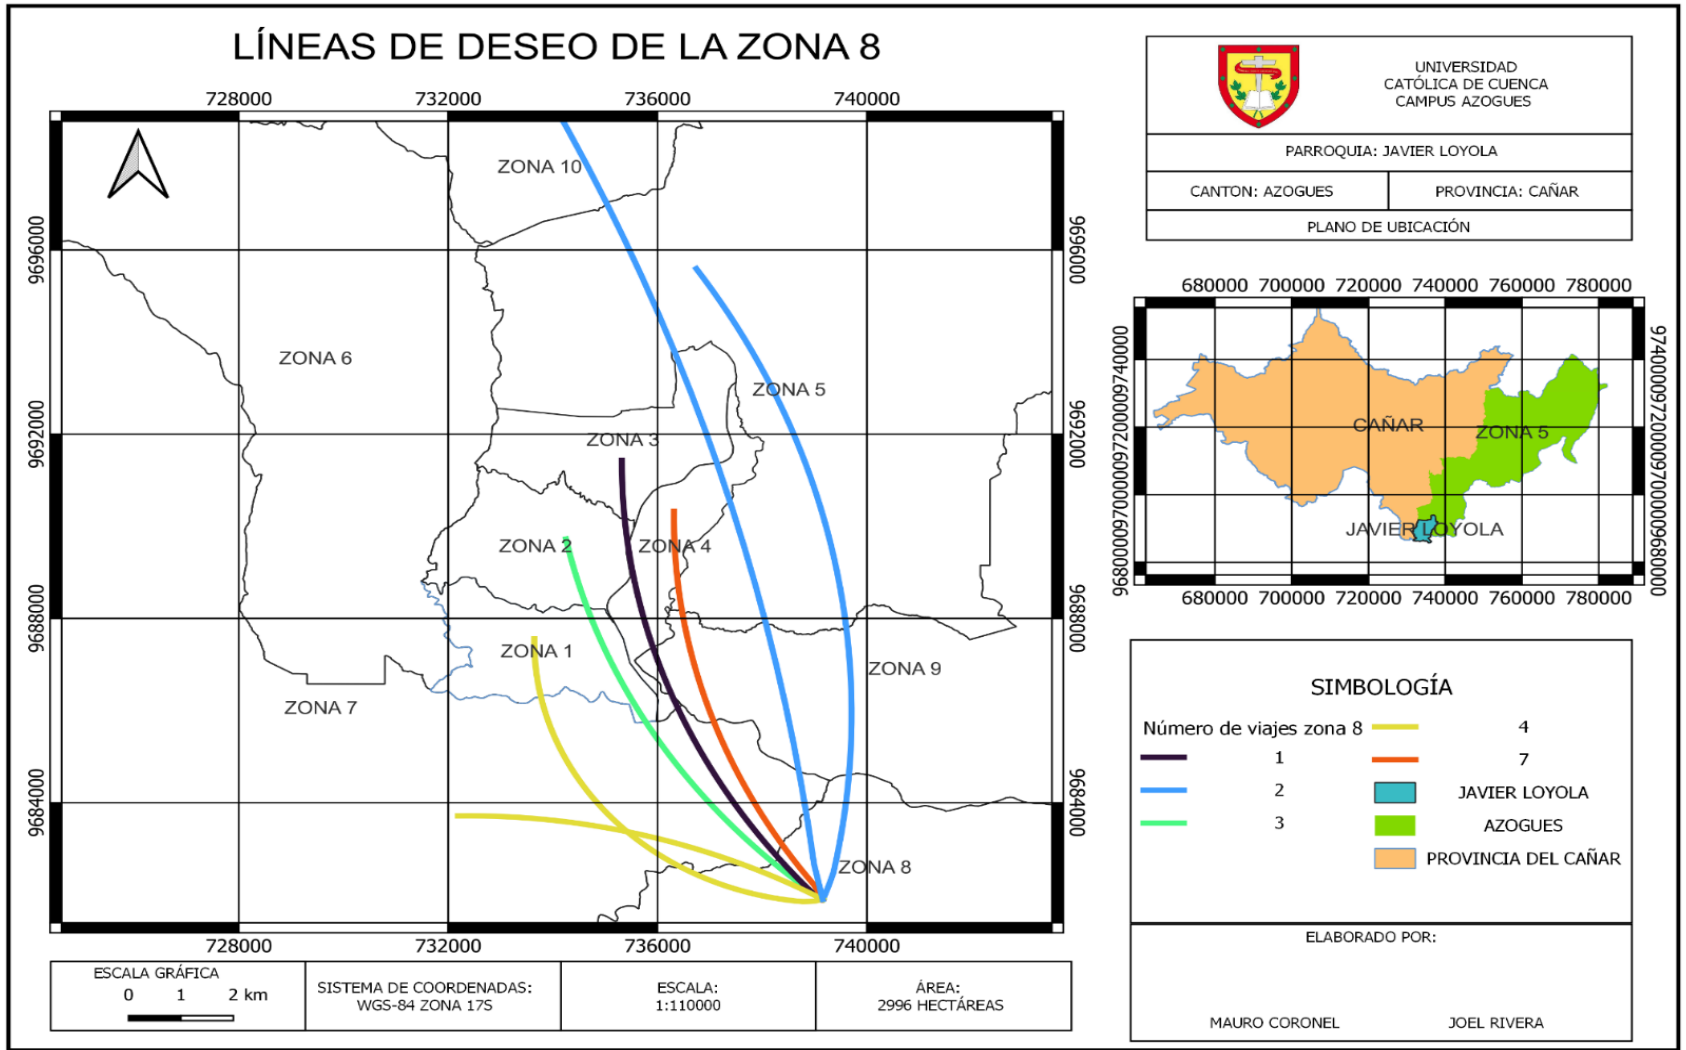 LÍNEAS DE DESEO DE LA ZONA 8
728000 732000 736000 740000
9696000
9692000
9688000
9684000
ZONA 10
ZONA 6
ZONA 5
ZONA 3
ZONA 2
ZONA 4
ZONA 1
ZONA 9
ZONA 7
ZONA 8
9696000
9692000
9688000
9684000
728000 732000 736000 740000
ESCALA GRÁFICA
0 1 2 km
SISTEMA DE COORDENADAS:
WGS-84 ZONA 17S
ESCALA:
1:110000
ÁREA:
2996 HECTÁREAS
UNIVERSIDAD
CATÓLICA DE CUENCA
CAMPUS AZOGUES
PARROQUIA: JAVIER LOYOLA
CANTON: AZOGUES
PROVINCIA: CAÑAR
PLANO DE UBICACIÓN
680000 700000 720000 740000 760000 780000
9680000970000097200009740000
CAÑAR
ZONA 5
JAVIER LOYOLA
9680000970000097200009740000
680000 700000 720000 740000 760000 780000
SIMBOLOGÍA
Número de viajes zona 8
1
2
3
4
7
JAVIER LOYOLA
AZOGUES
PROVINCIA DEL CAÑAR
ELABORADO POR:
MAURO CORONEL
JOEL RIVERA